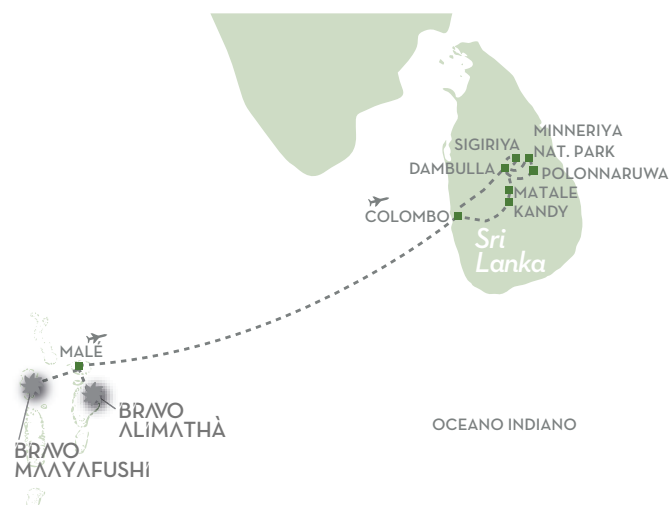 MINNERIYA
NAT. PARK
SIGIRIYA
DAMBULLA
POLONNARUWA
MATALE
KANDY
COLOMBO
Sri
Lanka
MALÉ
BRAVO
ALIMATHÀ
OCEANO INDIANO
BRAVO
MAAYAFUSHI